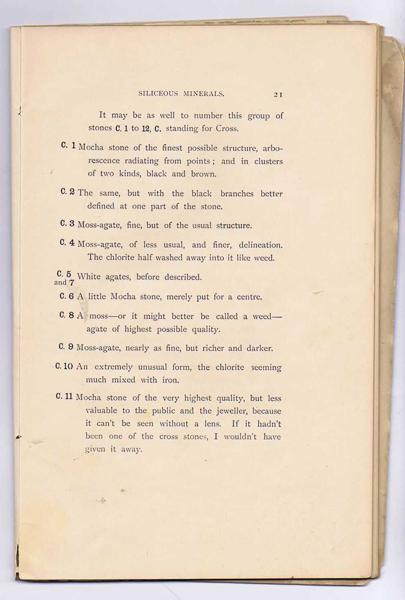 SILICEOUS MINERALS. 21
It may be as well to number this group of
stones C. 1 to 12, C. standing for Cross.
C. 1 Mocha stone of the finest possible structure, arbo-
rescence radiating from points; and in clusters
of two kinds, black and brown.
C. 2 The same, but with the black branches better
defined at one part of the stone.
C. 3 Moss-agate, fine, but of the usual structure.
C. 4 Moss-agate, of less usual, and finer, delineation.
The chlorite half washed away into it like weed.
C. 5 and 7 White agates, before described.
C. 6 A little Mocha stone, merely put for a centre.
C. 8 A moss—or it might better be called a weed—
agate of highest possible quality.
C. 9 Moss-agate, nearly as fine, but richer and darker.
C. 10 An extremely unusual form, the chlorite seeming
much mixed with iron.
C. 11 Mocha stone of the very highest quality, but less
valuable to the public and the jeweller, because
it can't be seen without a lens. If it hadn't
been one of the cross stones, I wouldn't have
given it away.